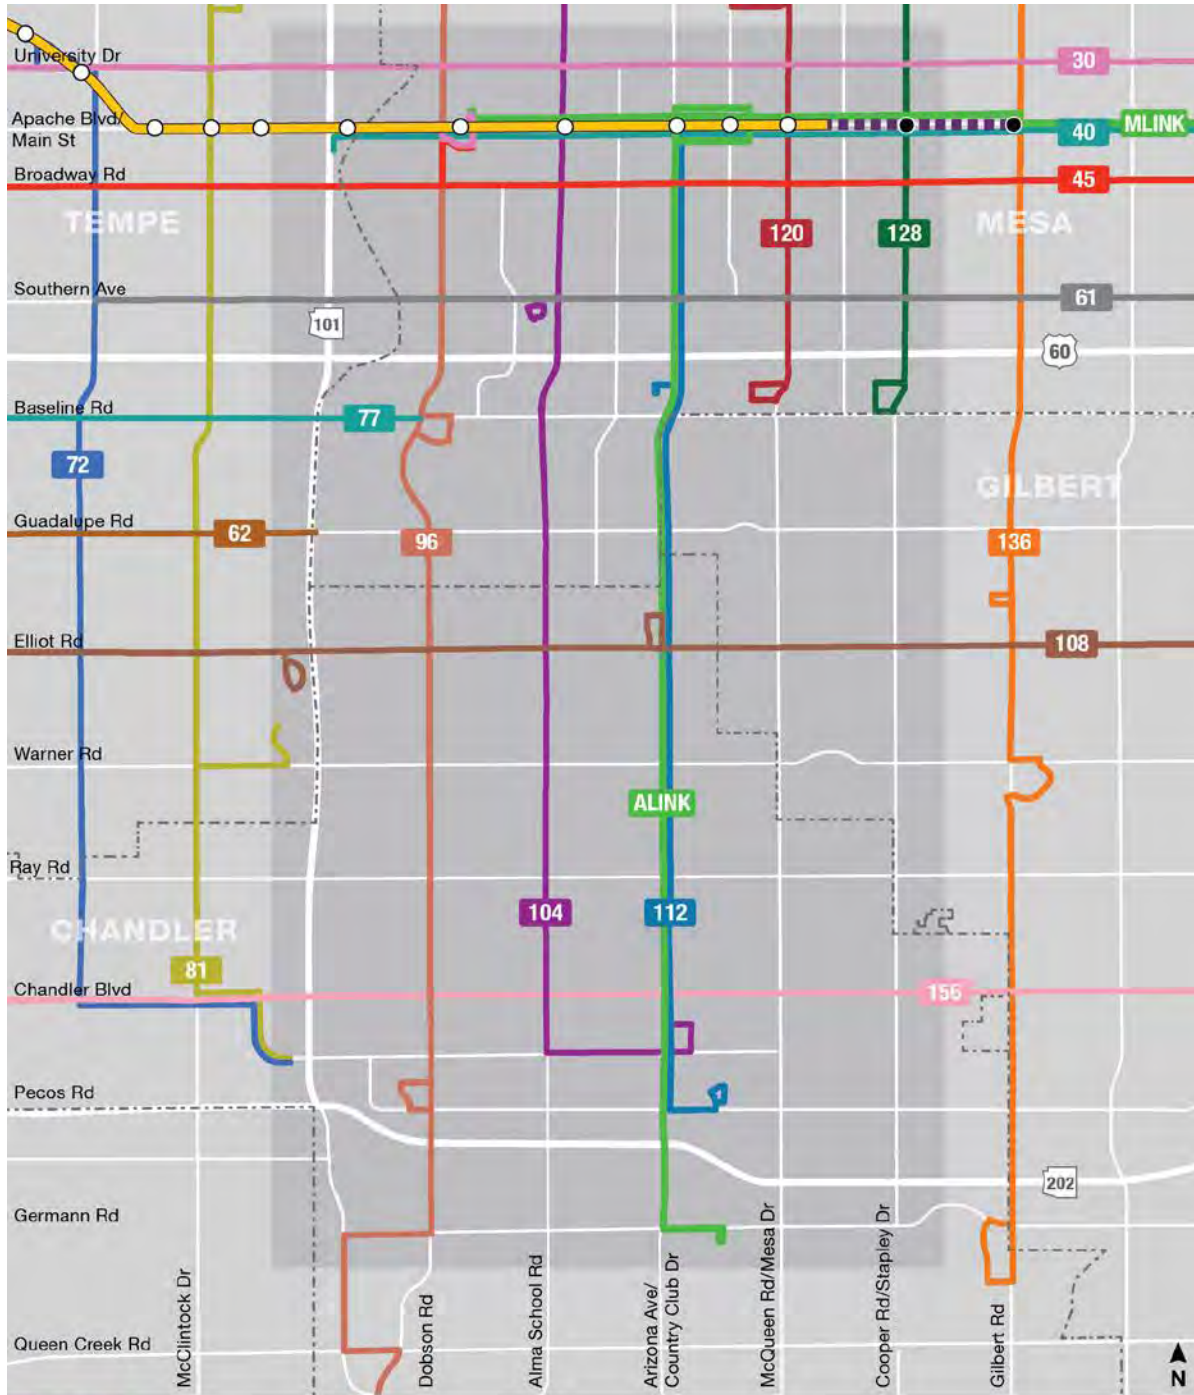 University Dr
30
Apache Blvd/
Main St
40
MLINK
Broadway Rd
45
TEMPE
120
128
MESA
Southern Ave
61
101
60
Baseline Rd
77
72
GILBERT
Guadalupe Rd
62
96
136
Elliot Rd
108
Warner Rd
ALINK
Ray Rd
104
112
CHANDLER
81
Chandler Blvd
156
Pecos Rd
202
Germann Rd
Queen Creek Rd
McClintock Dr
Dobson Rd
Alma School Rd
Arizona Ave/
Country Club Dr
McQueen Rd/Mesa Dr
Cooper Rd/Stapley Dr
Gilbert Rd
N